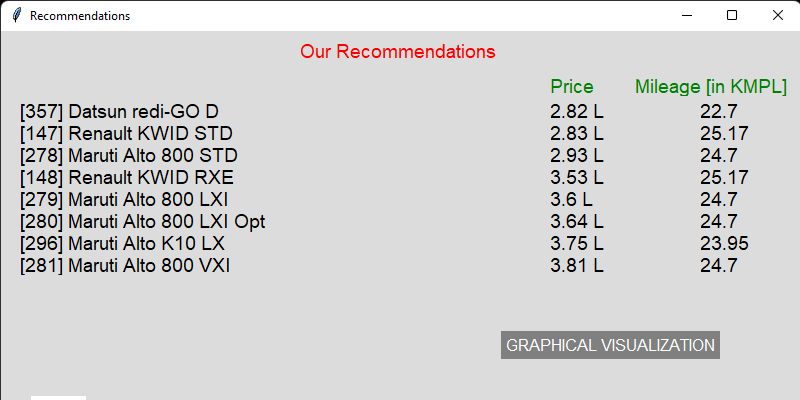 Recommendations
Our Recommendations
Price Mileage [in KMPL]
[357] Datsun redi-GO D 2.82 L 22.7
[147] Renault KWID STD 2.83 L 25.17
[278] Maruti Alto 800 STD 2.93 L 24.7
[148] Renault KWID RXE 3.53 L 25.17
[279] Maruti Alto 800 LXI 3.6 L 24.7
[280] Maruti Alto 800 LXI Opt 3.64 L 24.7
[296] Maruti Alto K10 LX 3.75 L 23.95
[281] Maruti Alto 800 VXI 3.81 L 24.7
GRAPHICAL VISUALIZATION